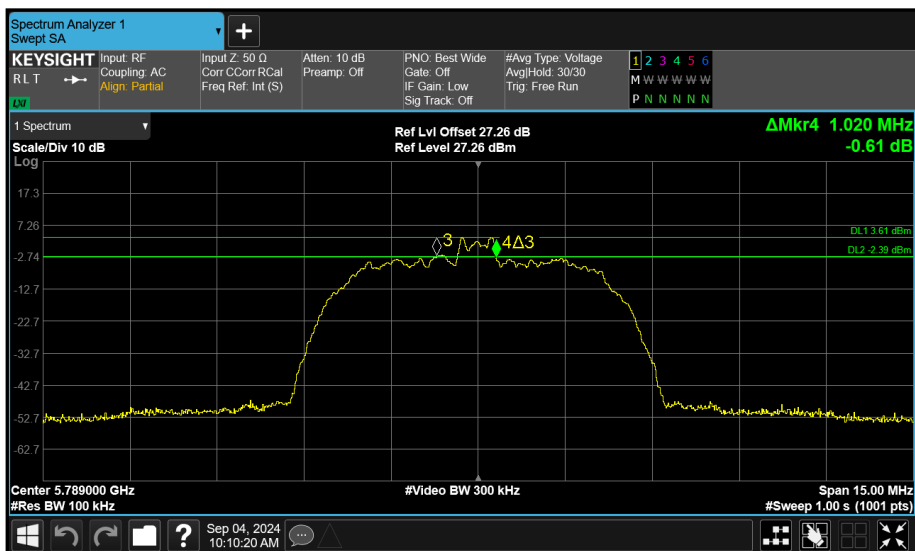 Spectrum Analyzer 1
Swept SA
+
KEYSIGHT
R L T
LXI
Input: RF
Coupling: AC
Align: Partial
Input Z: 50 Ω
Corr CCorr RCal
Freq Ref: Int (S)
Atten: 10 dB
Preamp: Off
PNO: Best Wide
Gate: Off
IF Gain: Low
Sig Track: Off
#Avg Type: Voltage
Avg|Hold: 30/30
Trig: Free Run
1 2 3 4 5 6
M W W W W W
P N N N N N
1 Spectrum
Scale/Div 10 dB
Ref Lvl Offset 27.26 dB
Ref Level 27.26 dBm
ΔMkr4 1.020 MHz
-0.61 dB
Log
17.3
7.26
-2.74
-12.7
-22.7
-32.7
-42.7
-52.7
-62.7
3
4Δ3
DL1 3.61 dBm
DL2 -2.39 dBm
Center 5.789000 GHz
#Res BW 100 kHz
#Video BW 300 kHz
Span 15.00 MHz
#Sweep 1.00 s (1001 pts)
?
Sep 04, 2024
10:10:20 AM